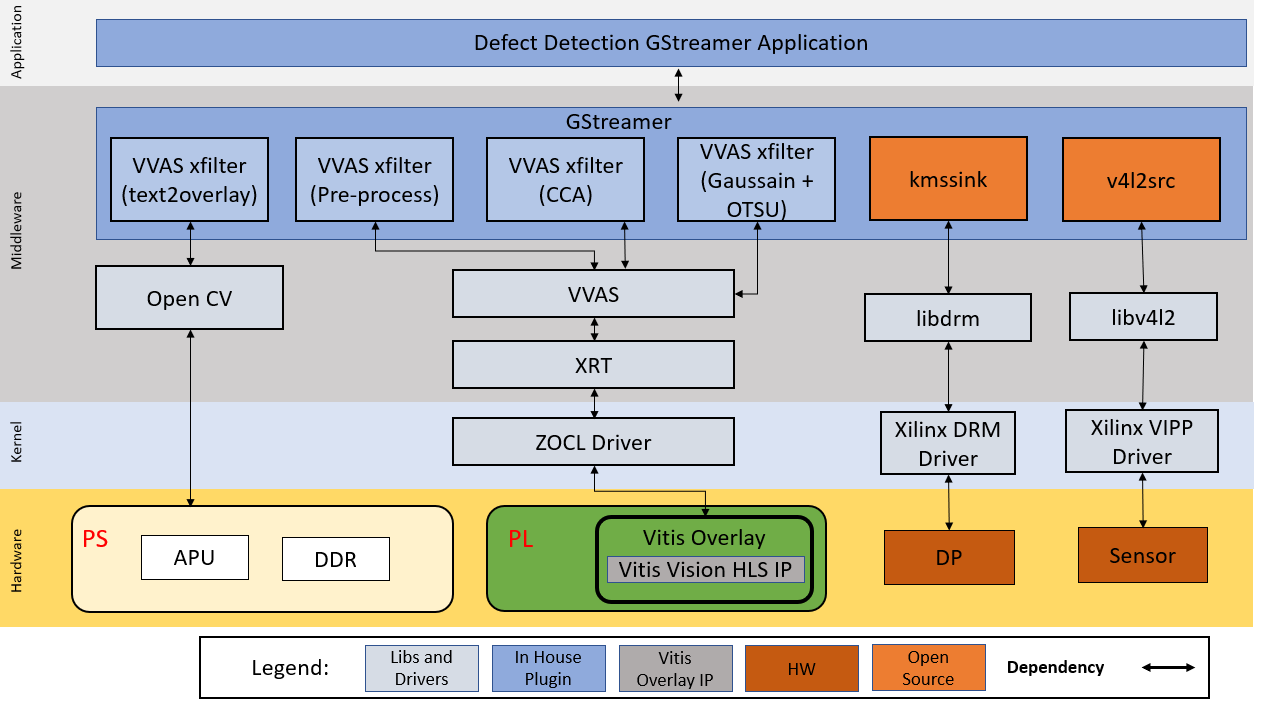 Application
Defect Detection GStreamer Application
Middleware
GStreamer
VVAS xfilter
(text2overlay)
VVAS xfilter
(Pre-process)
VVAS xfilter
(CCA)
VVAS xfilter
(Gaussain +
OTSU)
kmssink
v4l2src
Open CV
VVAS
libdrm
libv4l2
XRT
Kernel
ZOCL Driver
Xilinx DRM
Driver
Xilinx VIPP
Driver
Hardware
PS
APU
DDR
PL
Vitis Overlay
Vitis Vision HLS IP
DP
Sensor
Legend:
Libs and
Drivers
In House
Plugin
Vitis
Overlay IP
HW
Open
Source
Dependency